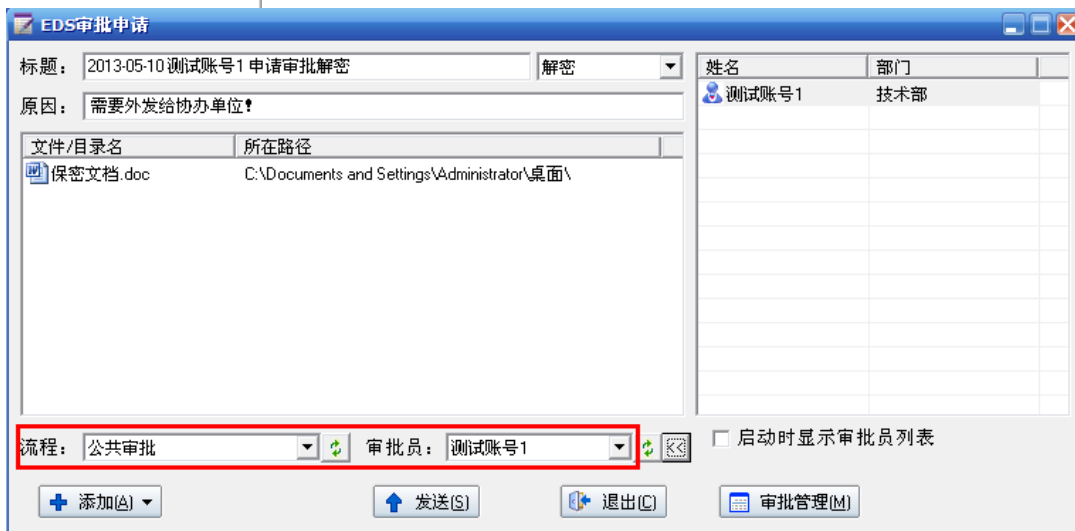 EDS审批申请
标题： 2013-05-10 测试账号1 申请审批解密 解密
原因： 需要外发给协办单位！
文件/目录名 所在路径
保密文档.doc C:\Documents and Settings\Administrator\桌面\
姓名 部门
测试账号1 技术部
流程： 公共审批 审批员： 测试账号1 <<
启动时显示审批员列表
添加(A) 发送(S) 退出(C) 审批管理(M)